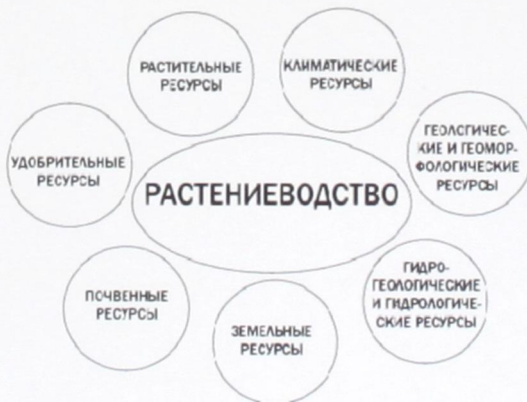 РАСТИТЕЛЬНЫЕ
РЕСУРСЫ
КЛИМАТИЧЕСКИЕ
РЕСУРСЫ
ГЕОЛОГИЧЕС-
КИЕ И ГЕОМОР-
ФОЛОГИЧЕСКИЕ
РЕСУРСЫ
УДОБРИТЕЛЬНЫЕ
РЕСУРСЫ
РАСТЕНИЕВОДСТВО
ГИДРО-
ГЕОЛОГИЧЕСКИЕ
И ГИДРОЛОГИЧЕ-
СКИЕ РЕСУРСЫ
ПОЧВЕННЫЕ
РЕСУРСЫ
ЗЕМЕЛЬНЫЕ
РЕСУРСЫ